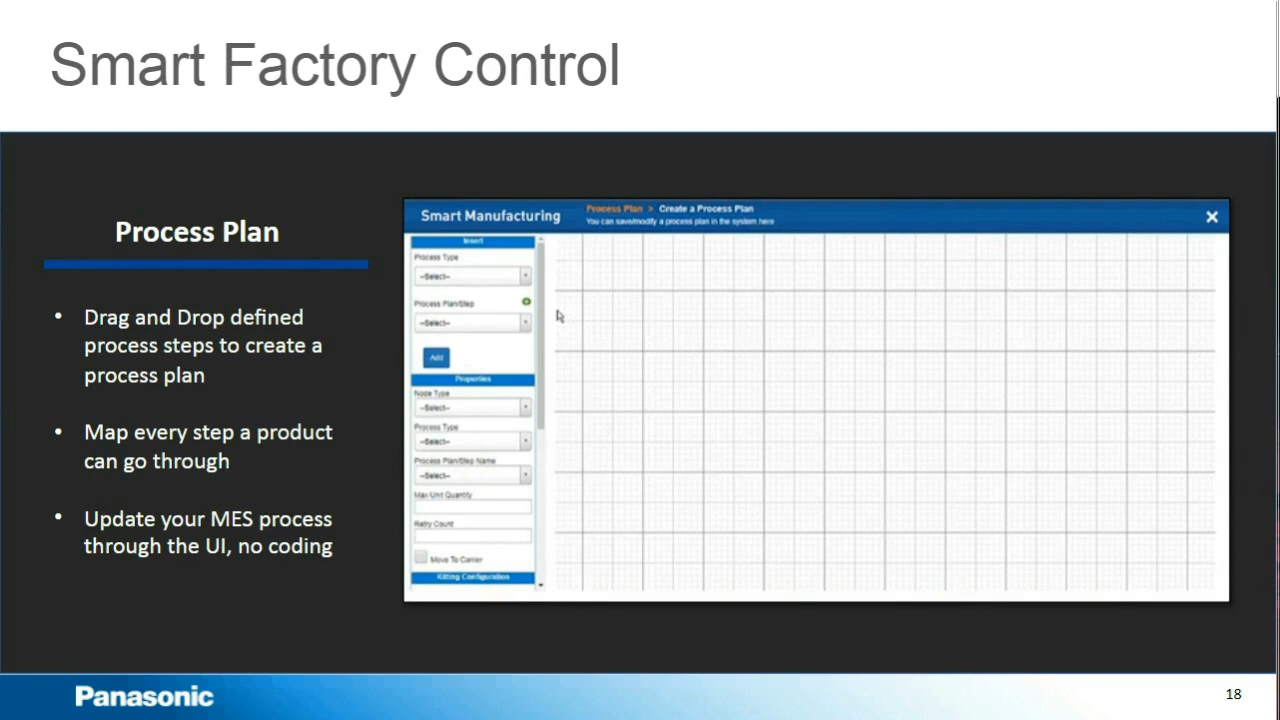 Smart Factory Control
Process Plan
• Drag and Drop defined
process steps to create a
process plan
• Map every step a product
can go through
• Update your MES process
through the UI, no coding
Smart Manufacturing
Process Plan > Create a Process Plan
You can save/modify a process plan in the system here
Insert
Process Type
--Select--
Process Plan/Step
--Select--
Add
Properties
Node Type
--Select--
Process Type
--Select--
Process Plan/Step Name
--Select--
Max Unit Quantity
Retry Count
Move To Carrier
Kitting Configuration
Panasonic
18